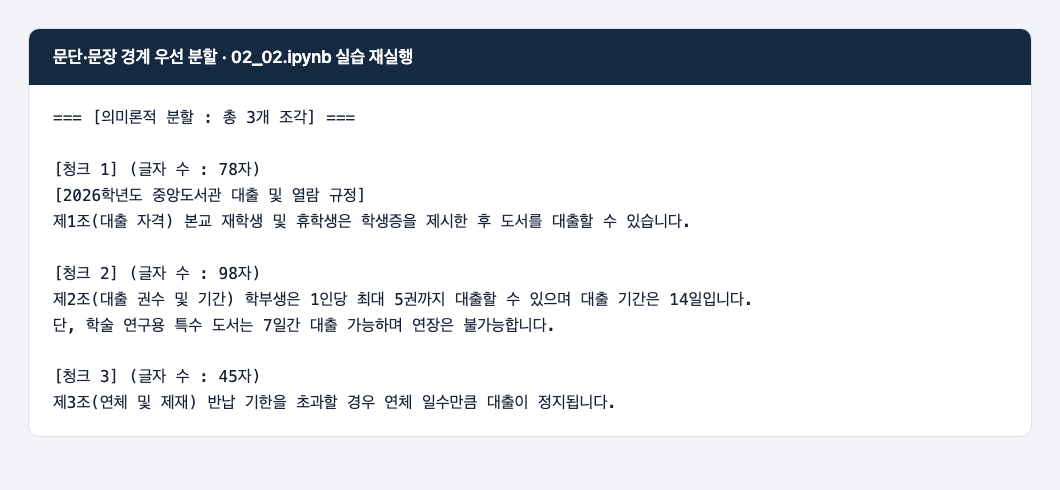 문단·문장 경계 우선 분할 · 02_02.ipynb 실습 재실행
=== [의미론적 분할 : 총 3개 조각] ===
[청크 1] (글자 수 : 78자)
[2026학년도 중앙도서관 대출 및 열람 규정]
제1조(대출 자격) 본교 재학생 및 휴학생은 학생증을 제시한 후 도서를 대출할 수 있습니다.
[청크 2] (글자 수 : 98자)
제2조(대출 권수 및 기간) 학부생은 1인당 최대 5권까지 대출할 수 있으며 대출 기간은 14일입니다.
단, 학술 연구용 특수 도서는 7일간 대출 가능하며 연장은 불가능합니다.
[청크 3] (글자 수 : 45자)
제3조(연체 및 제재) 반납 기한을 초과할 경우 연체 일수만큼 대출이 정지됩니다.